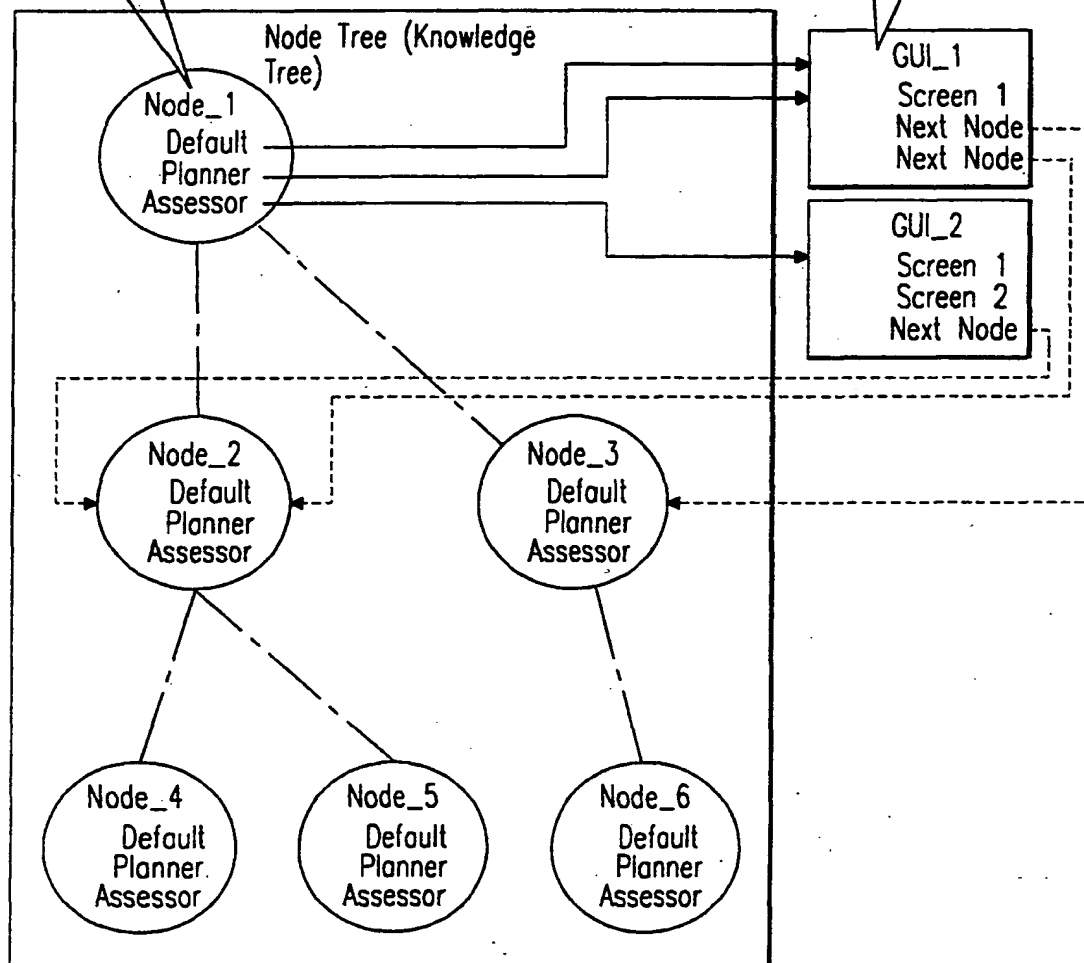 Node Tree (Knowledge
Tree)
Node_1
Default
Planner
Assessor
GUI_1
Screen 1
Next Node
Next Node
GUI_2
Screen 1
Screen 2
Next Node
Node_2
Default
Planner
Assessor
Node_3
Default
Planner
Assessor
Node_4
Default
Planner
Assessor
Node_5
Default
Planner
Assessor
Node_6
Default
Planner
Assessor